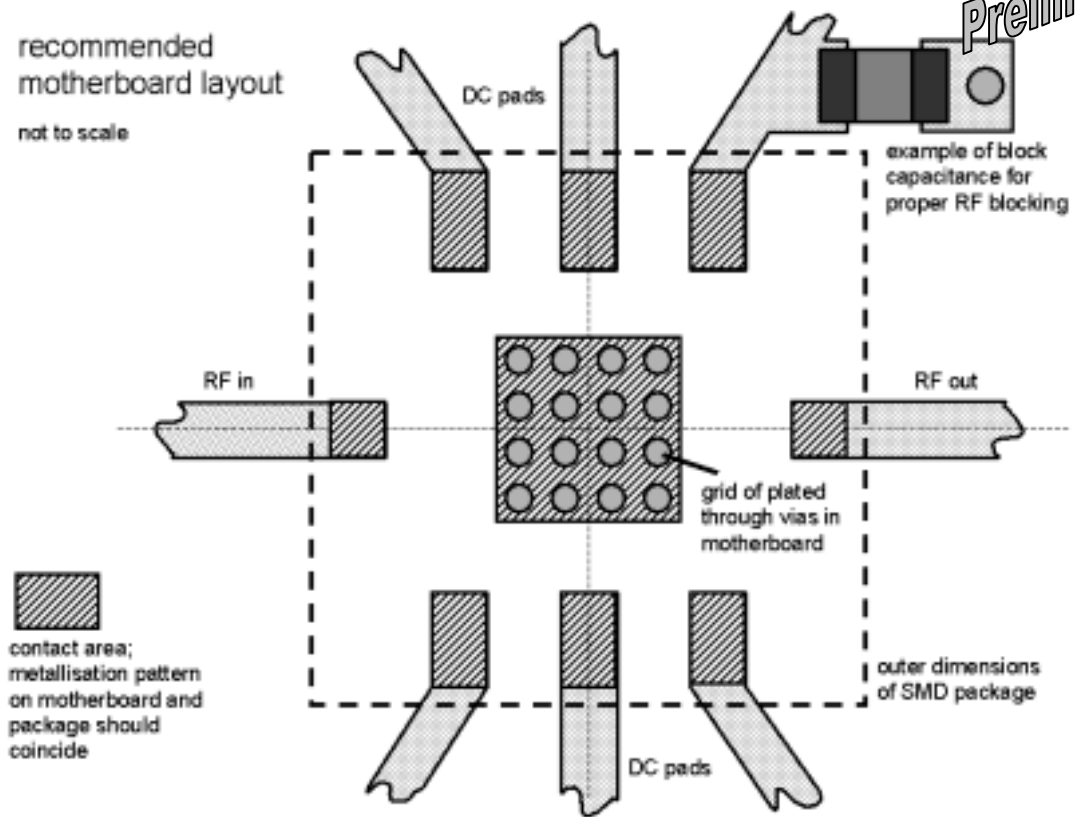 recommended
motherboard layout
not to scale
DC pads
example of block
capacitance for
proper RF blocking
RF in
RF out
grid of plated
through vias in
motherboard
contact area;
metallisation pattern
on motherboard and
package should
coincide
outer dimensions
of SMD package
DC pads